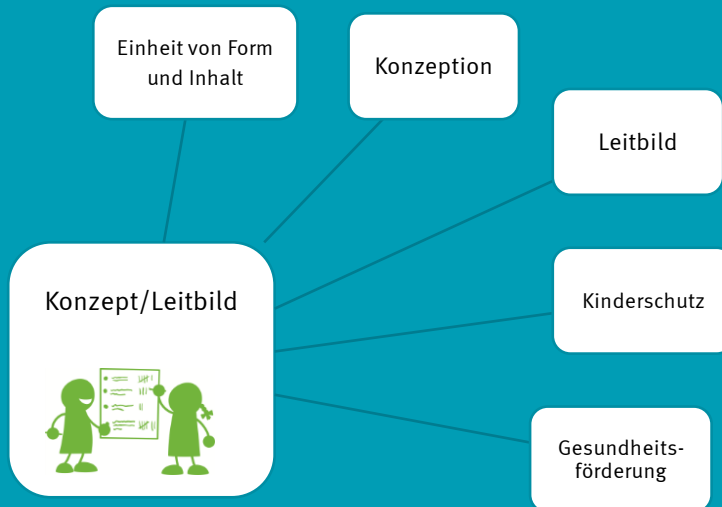 Einheit von Form
und Inhalt
Konzeption
Leitbild
Konzept/Leitbild
Kinderschutz
Gesundheits-
förderung